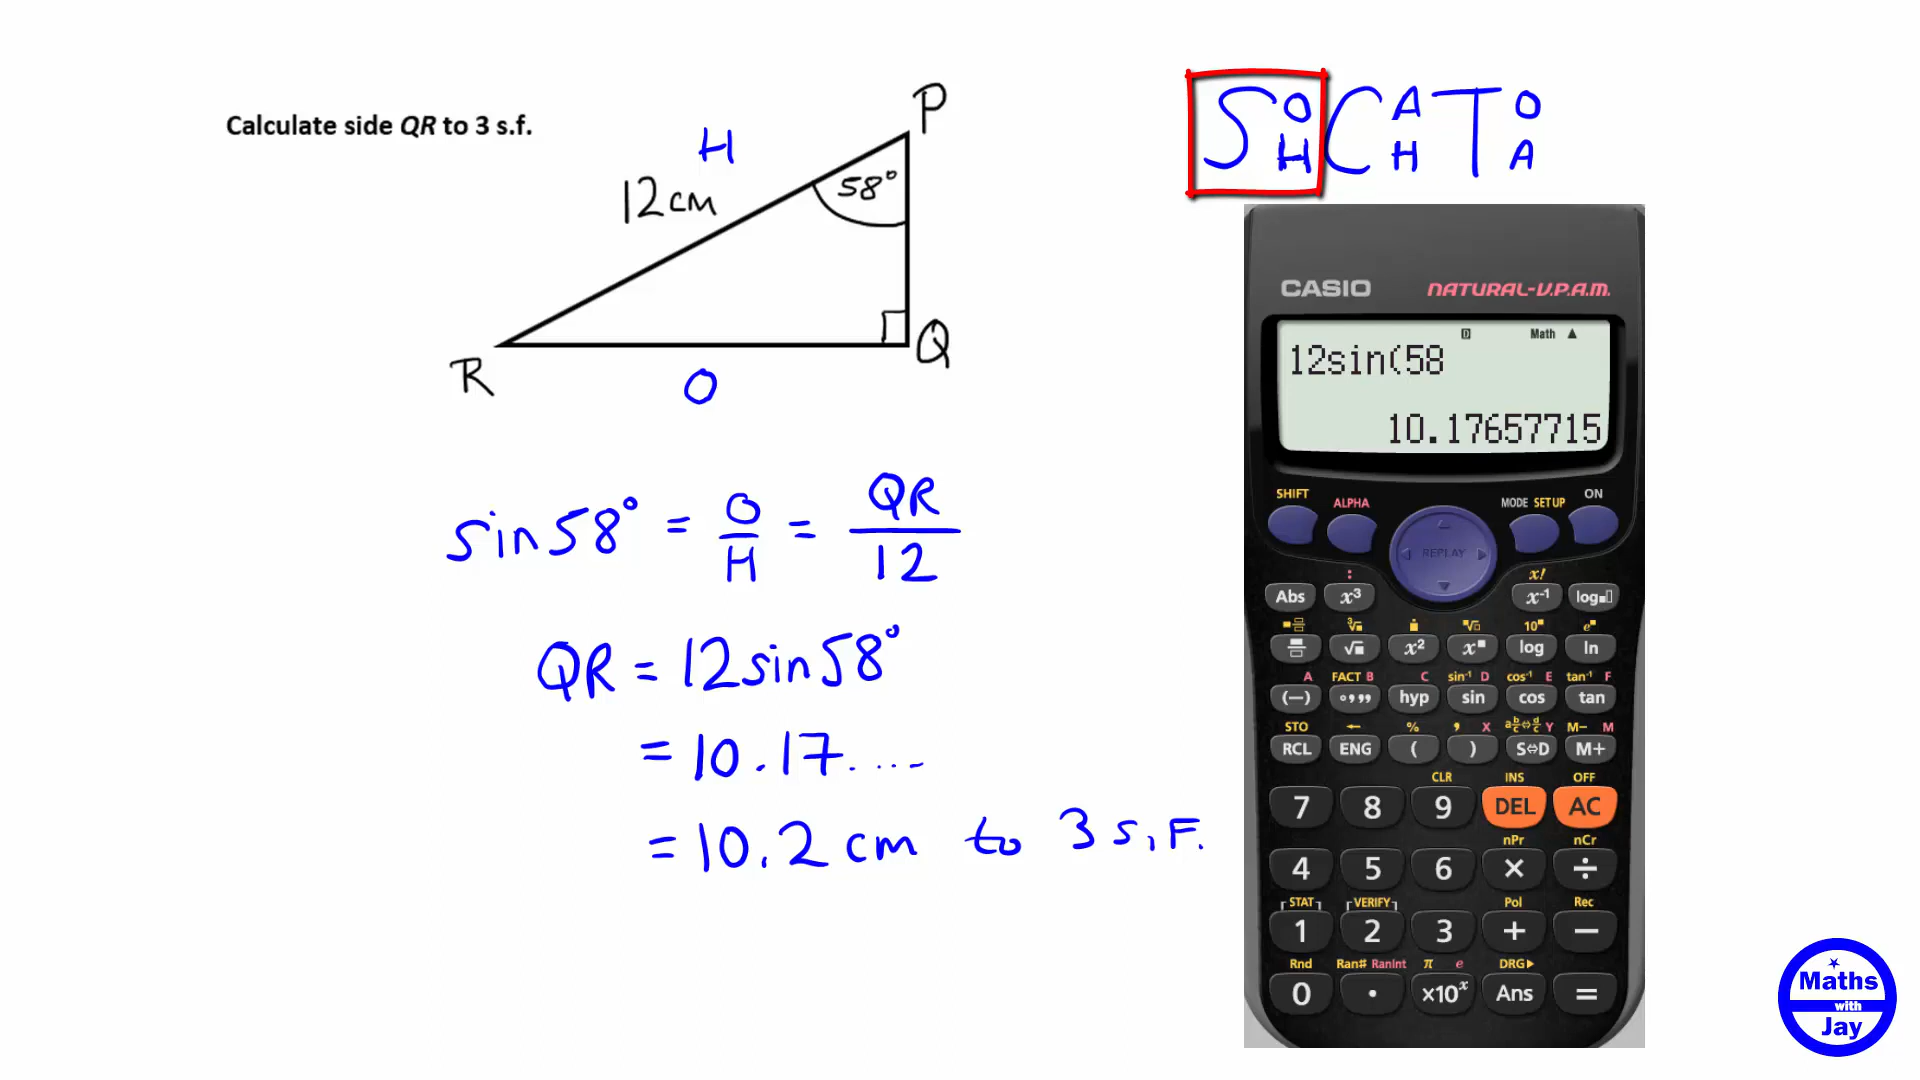 Calculate side QR to 3 s.f.
P
H
58°
12cm
Q
R
O
S O H C A H T O A
sin58° = O/H = QR/12
QR = 12sin58°
= 10.17.....
= 10.2 cm to 3 s.F.
CASIO NATURAL-V.P.A.M.
D Math ▲
12sin(58
10.17657715
SHIFT ALPHA MODE SETUP ON
REPLAY
: x!
Abs x³ x⁻¹ log
³√ 10 e
√ x² x log ln
A FACT B C sin⁻¹ D cos⁻¹ E tan⁻¹ F
(−) hyp sin cos tan
STO ← % , X a b/c⇔d/c Y M− M
RCL ENG ( ) S⇔D M+
CLR INS OFF
7 8 9 DEL AC
nPr nCr
4 5 6 × ÷
STAT VERIFY Pol Rec
1 2 3 + −
Rnd Ran# RanInt π e DRG▶
0 . ×10ˣ Ans =
Maths
with
Jay